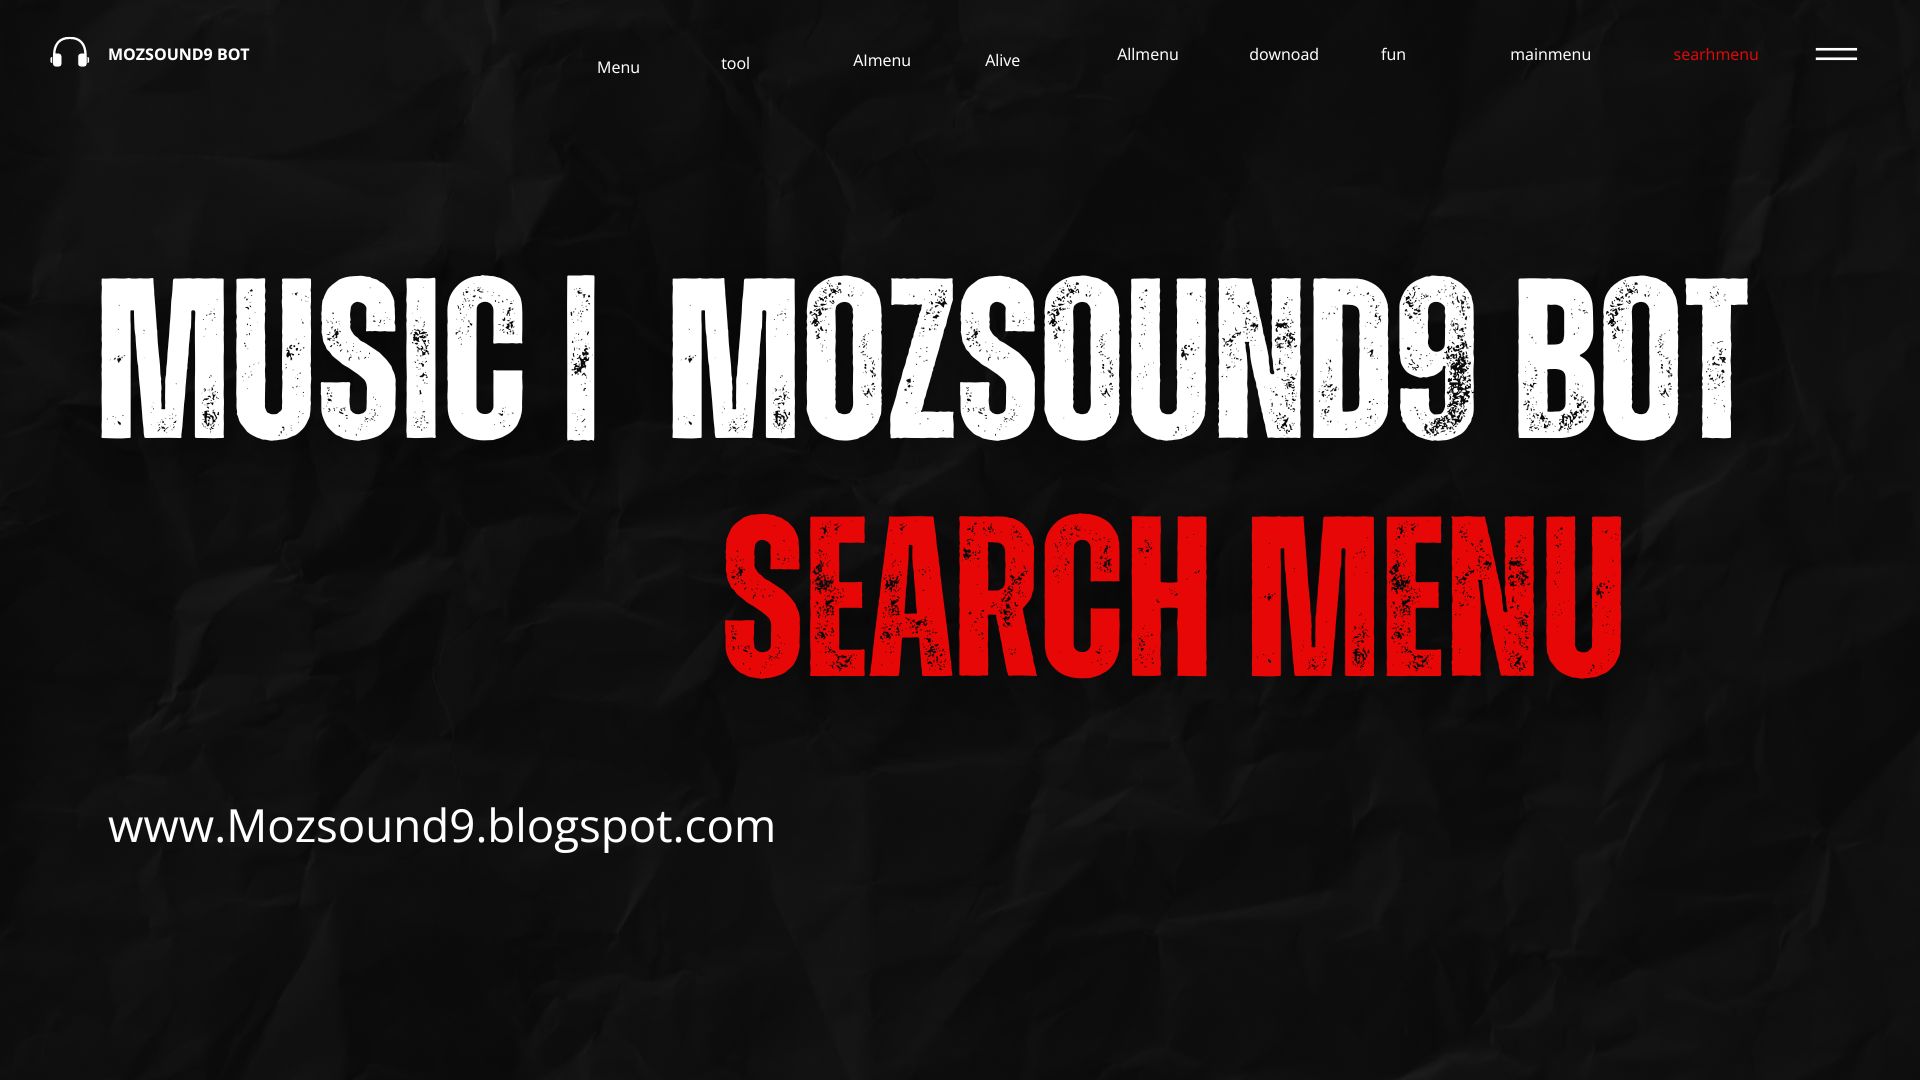 MOZSOUND9 BOT
Menu tool AImenu Alive Allmenu downoad fun mainmenu searhmenu
MUSIC | MOZSOUND9 BOT
SEARCH MENU
www.Mozsound9.blogspot.com